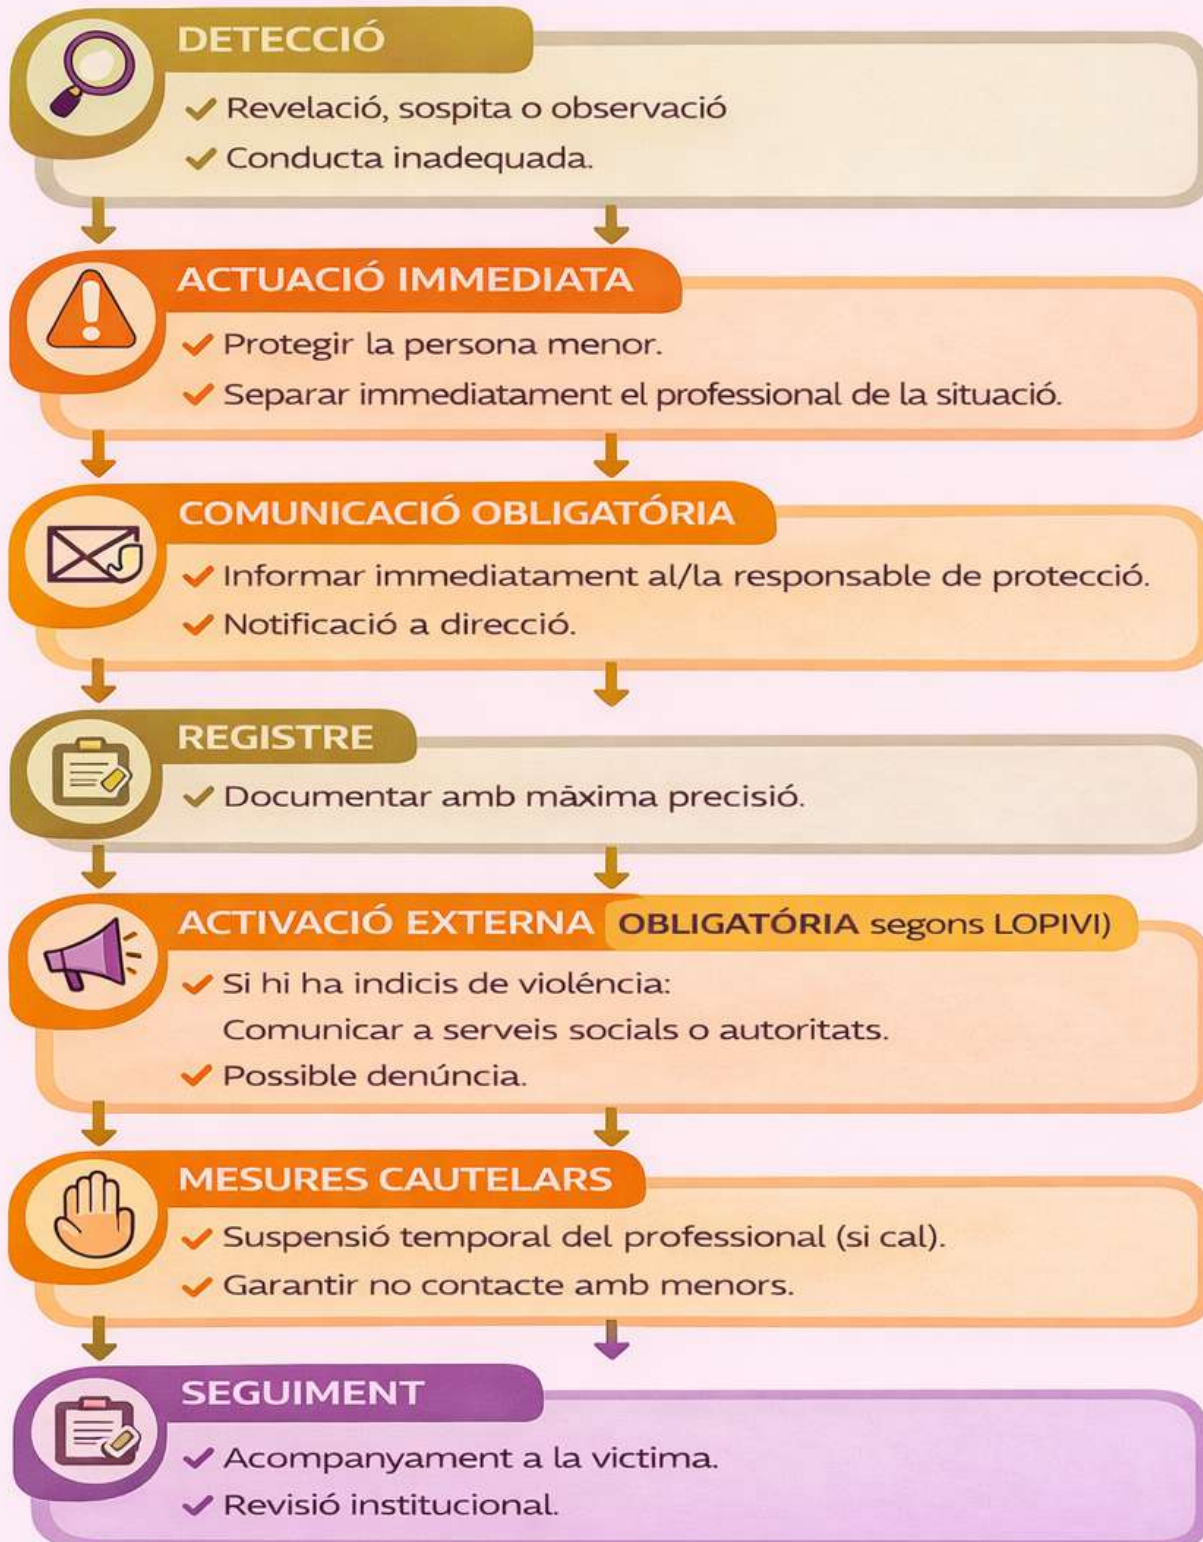 DETECCIÓ
Revelació, sospita o observació
Conducta inadequada.
ACTUACIÓ IMMEDIATA
Protegir la persona menor.
Separar immediatament el professional de la situació.
COMUNICACIÓ OBLIGATÓRIA
Informar immediatament al/la responsable de protecció.
Notificació a direcció.
REGISTRE
Documentar amb màxima precisió.
ACTIVACIÓ EXTERNA OBLIGATÓRIA segons LOPIVI)
Si hi ha indicis de violéncia:
Comunicar a serveis socials o autoritats.
Possible denúncia.
MESURES CAUTELARS
Suspensió temporal del professional (si cal).
Garantir no contacte amb menors.
SEGUIMENT
Acompanyament a la victima.
Revisió institucional.